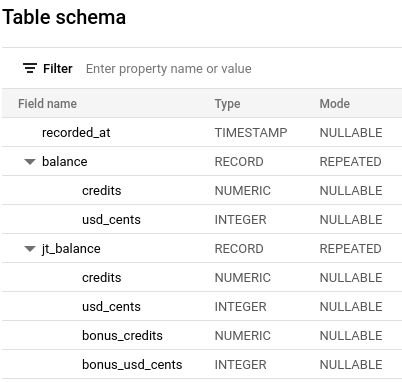 Table schema
Filter Enter property name or value
Field name Type Mode
recorded_at TIMESTAMP NULLABLE
balance RECORD REPEATED
credits NUMERIC NULLABLE
usd_cents INTEGER NULLABLE
jt_balance RECORD REPEATED
credits NUMERIC NULLABLE
usd_cents INTEGER NULLABLE
bonus_credits NUMERIC NULLABLE
bonus_usd_cents INTEGER NULLABLE